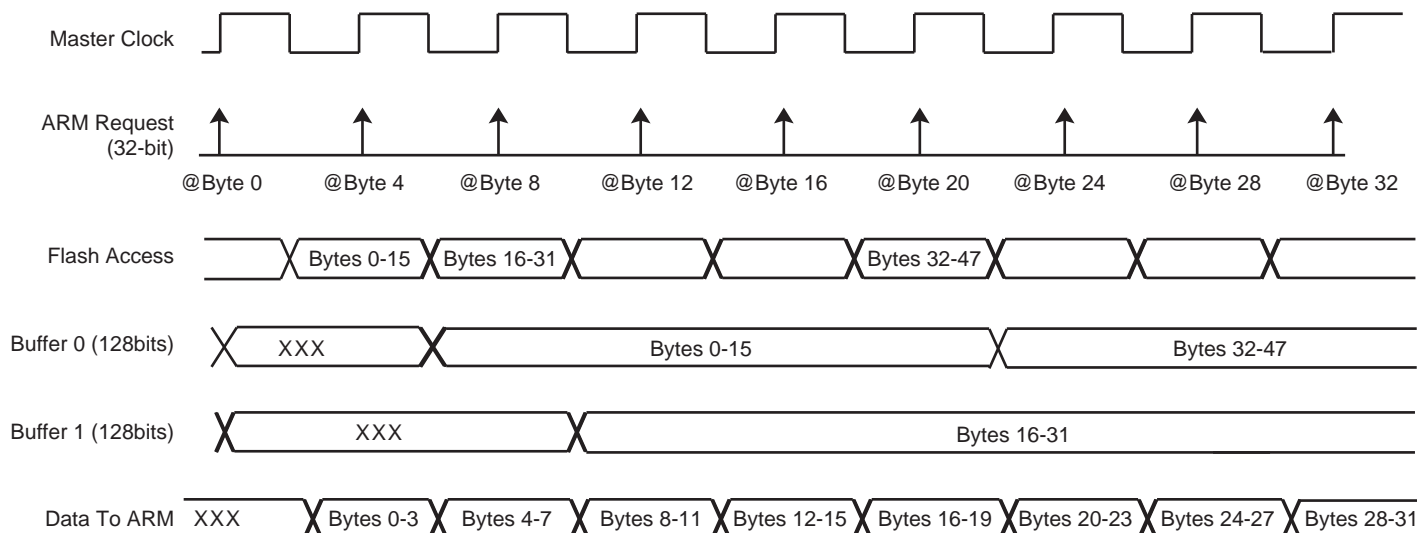 Master Clock
ARM Request
(32-bit)
@Byte 0 @Byte 4 @Byte 8 @Byte 12 @Byte 16 @Byte 20 @Byte 24 @Byte 28 @Byte 32
Flash Access Bytes 0-15 Bytes 16-31 Bytes 32-47
Buffer 0 (128bits) XXX Bytes 0-15 Bytes 32-47
Buffer 1 (128bits) XXX Bytes 16-31
Data To ARM XXX Bytes 0-3 Bytes 4-7 Bytes 8-11 Bytes 12-15 Bytes 16-19 Bytes 20-23 Bytes 24-27 Bytes 28-31